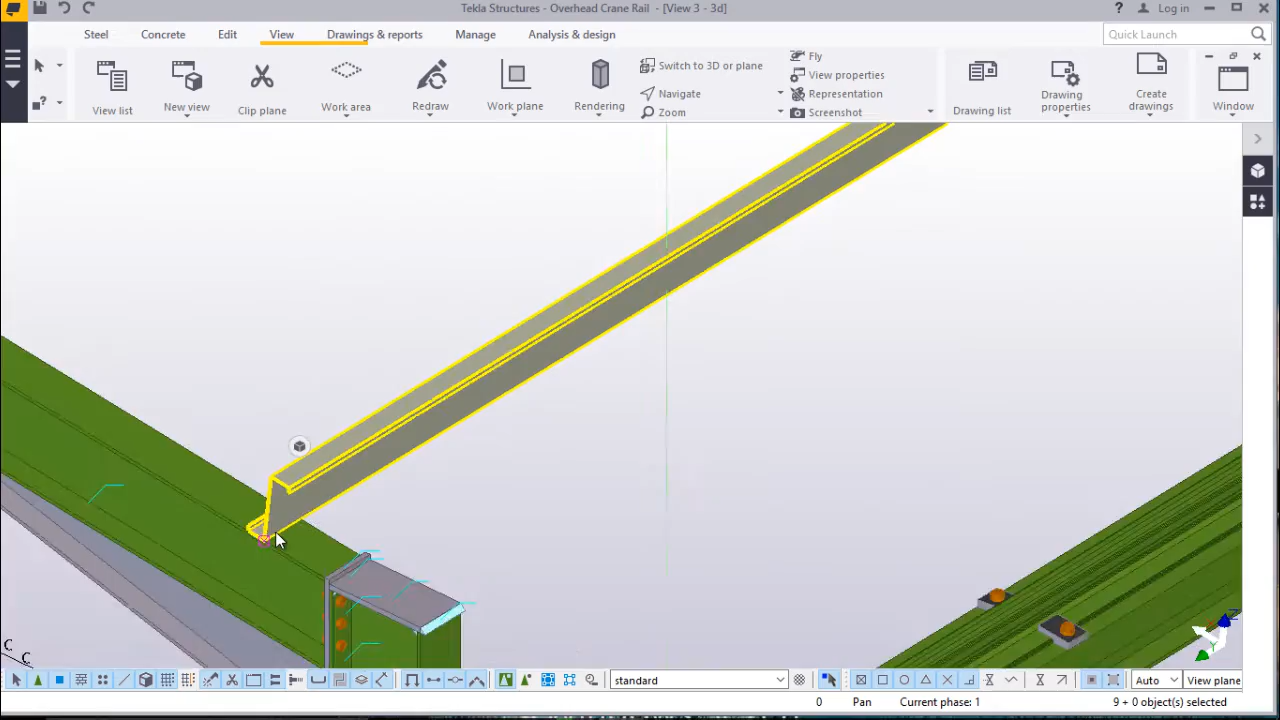 Tekla Structures - Overhead Crane Rail - [View 3 - 3d]
? Log in
Steel Concrete Edit View Drawings & reports Manage Analysis & design
Quick Launch
View list
New view
Clip plane
Work area
Redraw
Work plane
Rendering
Switch to 3D or plane
Navigate
Zoom
Fly
View properties
Representation
Screenshot
Drawing list
Drawing properties
Create drawings
Window
C
C
standard
Auto
View plane
0 Pan Current phase: 1 9 + 0 object(s) selected